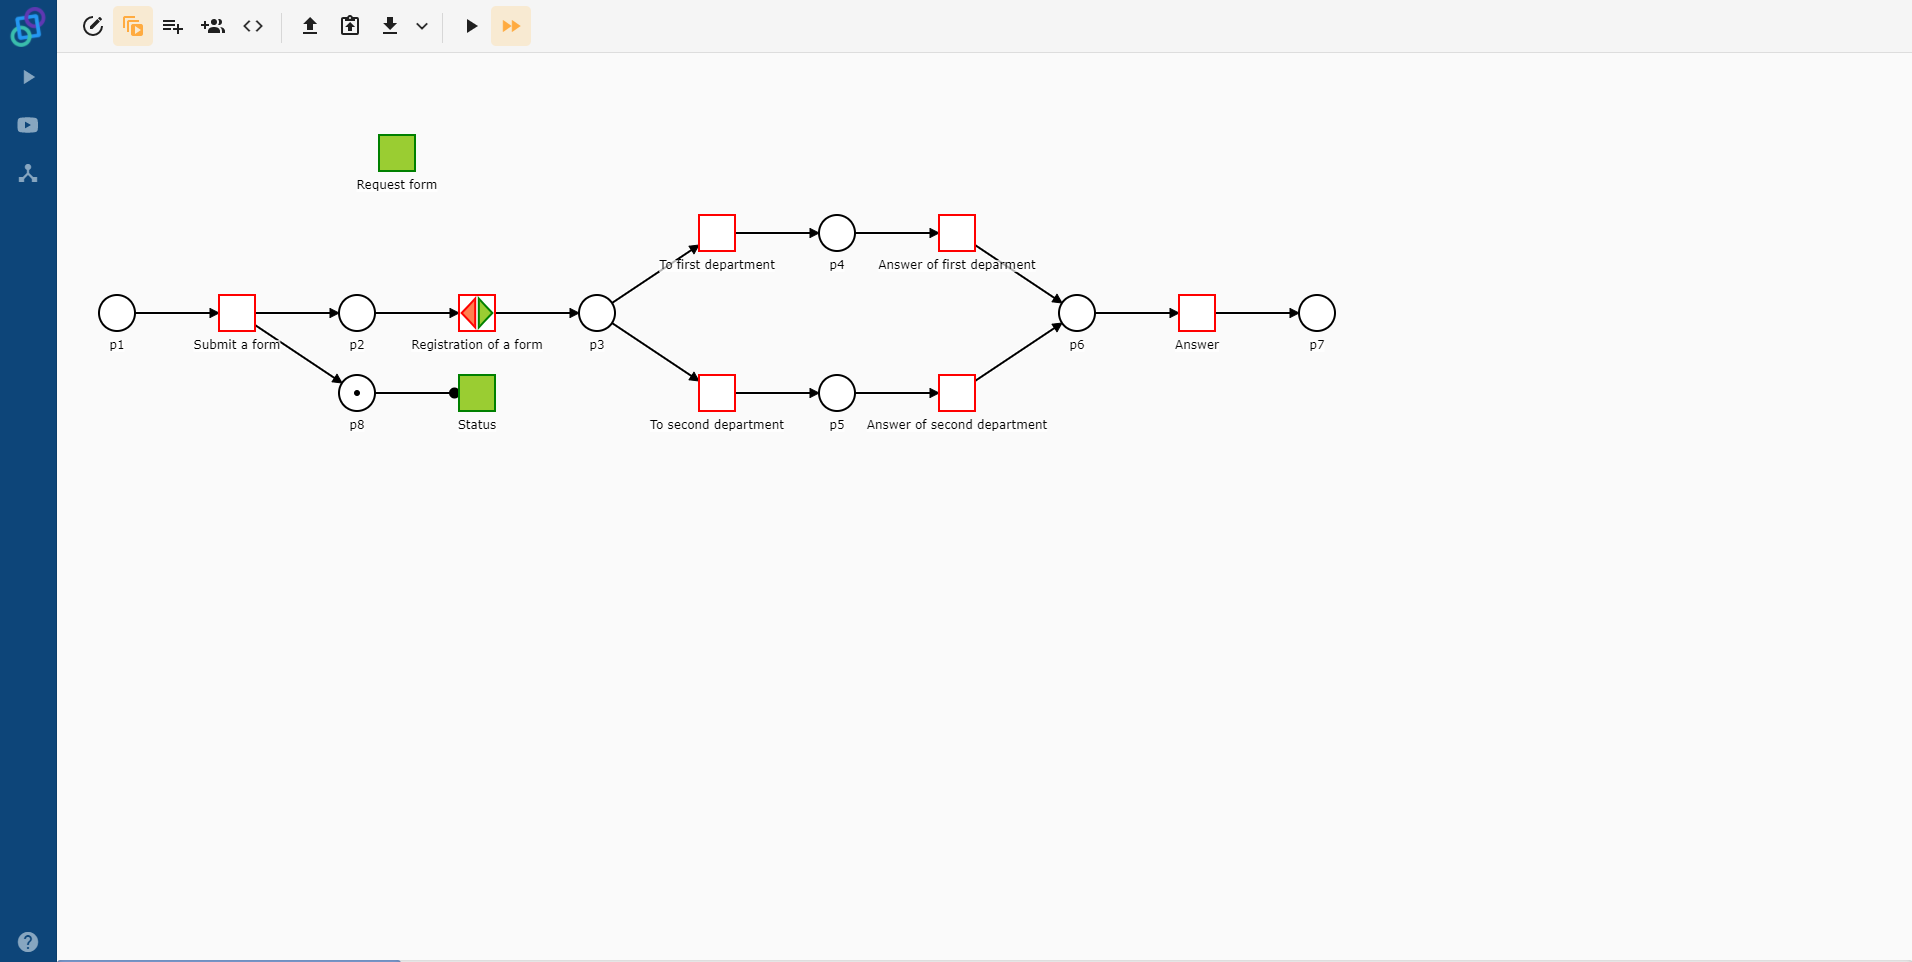 Request form
To first department
p4
Answer of first deparment
p1
Submit a form
p2
Registration of a form
p3
p6
Answer
p7
p8
Status
To second department
p5
Answer of second department